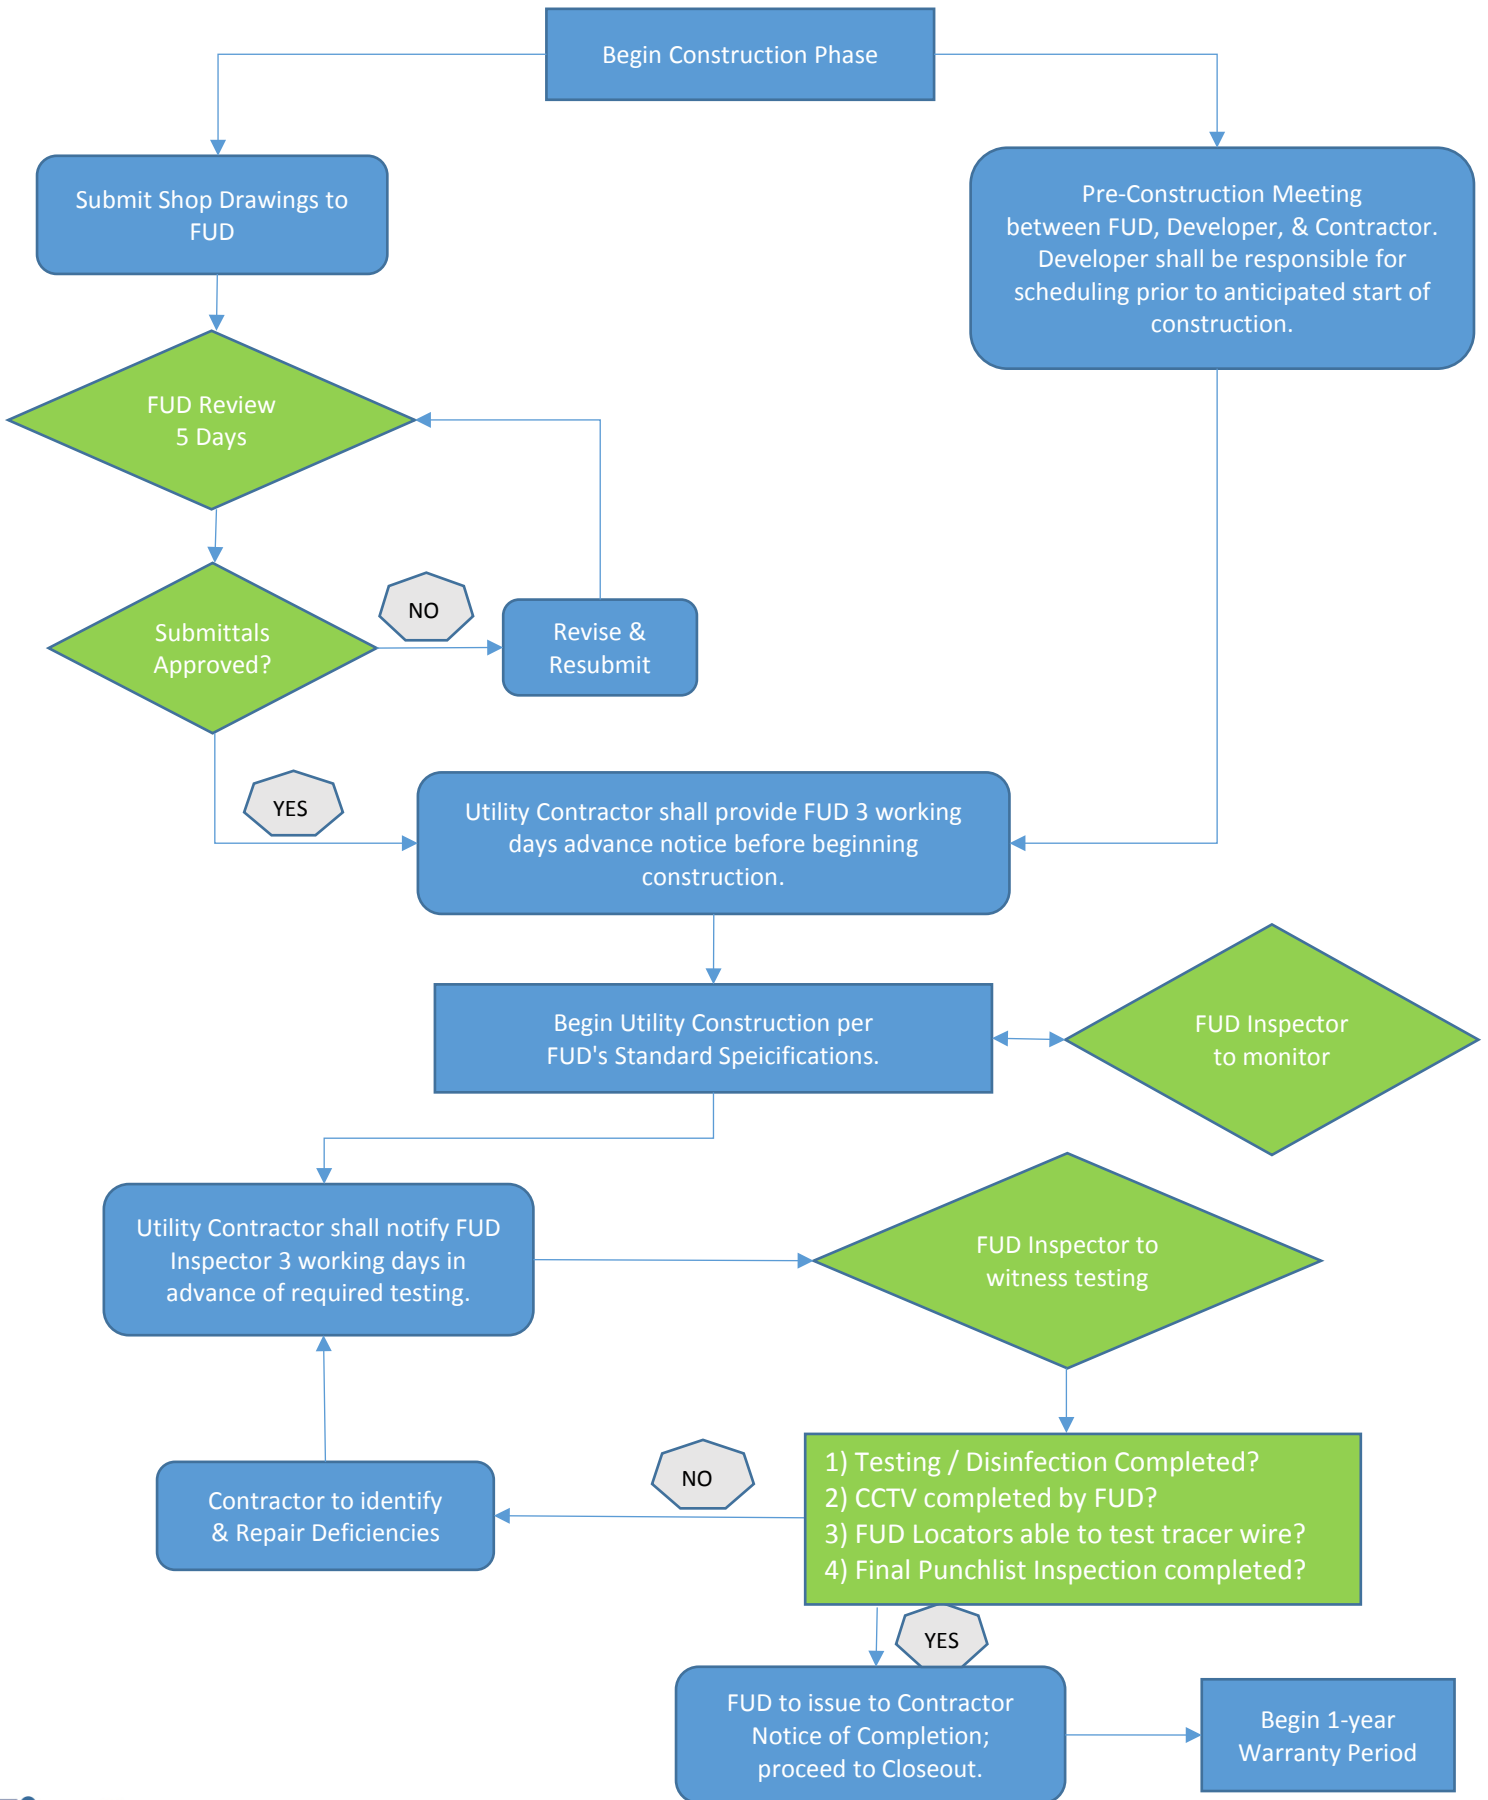 Begin Construction Phase
Submit Shop Drawings to
FUD
Pre-Construction Meeting
between FUD, Developer, & Contractor.
Developer shall be responsible for
scheduling prior to anticipated start of
construction.
FUD Review
5 Days
Submittals
Approved?
NO
Revise &
Resubmit
YES
Utility Contractor shall provide FUD 3 working
days advance notice before beginning
construction.
Begin Utility Construction per
FUD's Standard Speicifications.
FUD Inspector
to monitor
Utility Contractor shall notify FUD
Inspector 3 working days in
advance of required testing.
FUD Inspector to
witness testing
1) Testing / Disinfection Completed?
2) CCTV completed by FUD?
3) FUD Locators able to test tracer wire?
4) Final Punchlist Inspection completed?
NO
Contractor to identify
& Repair Deficiencies
YES
FUD to issue to Contractor
Notice of Completion;
proceed to Closeout.
Begin 1-year
Warranty Period